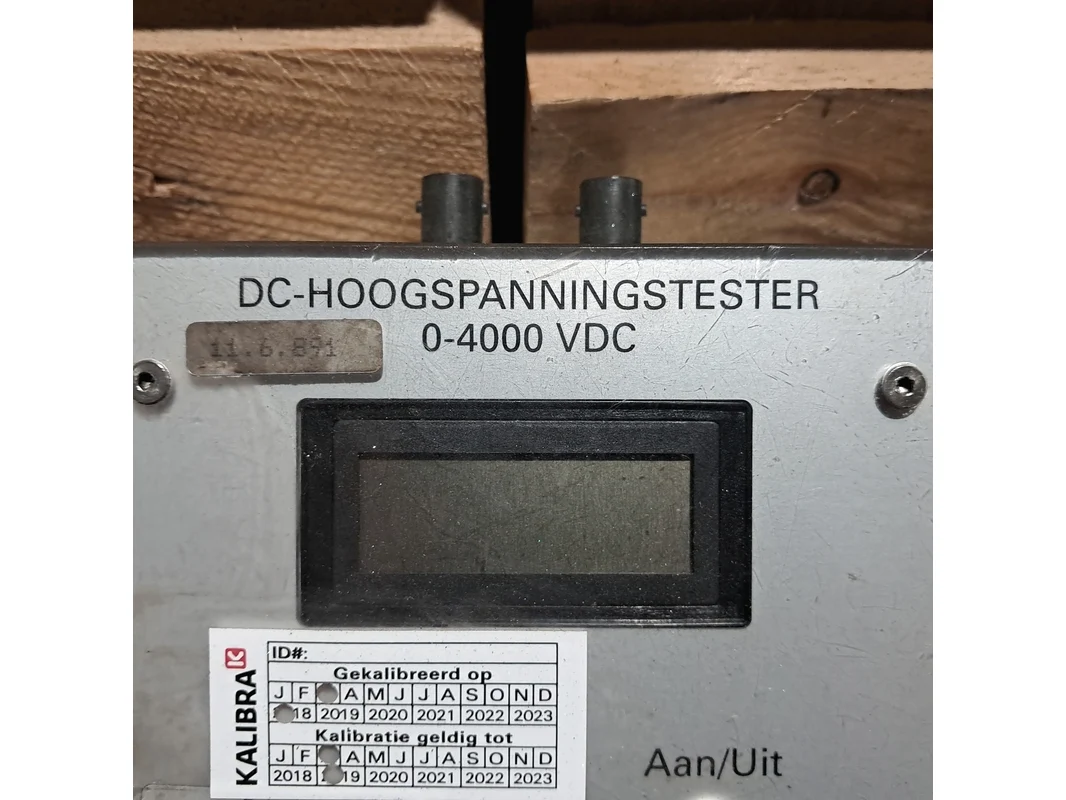 DC-HOOGSPANNINGSTESTER
0-4000 VDC
11.6.891
KALIBRA
ID#:
Gekalibreerd op
J F A M J J A S O N D
18 2019 2020 2021 2022 2023
Kalibratie geldig tot
J F A M J J A S O N D
2018 19 2020 2021 2022 2023
Aan/Uit